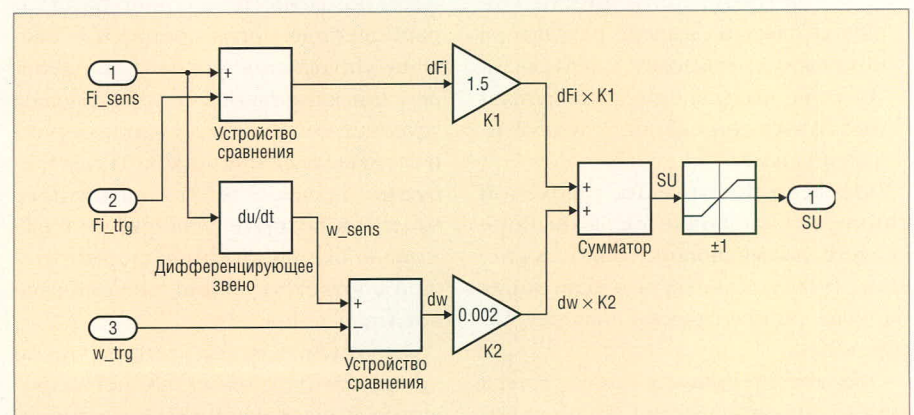 1
Fi_sens
+
−
Устройство
сравнения
dFi
1.5
K1
dFi × K1
2
Fi_trg
du/dt
Дифференцирующее
звено
w_sens
+
+
Сумматор
SU
±1
1
SU
3
w_trg
+
−
Устройство
сравнения
dw
0.002
K2
dw × K2